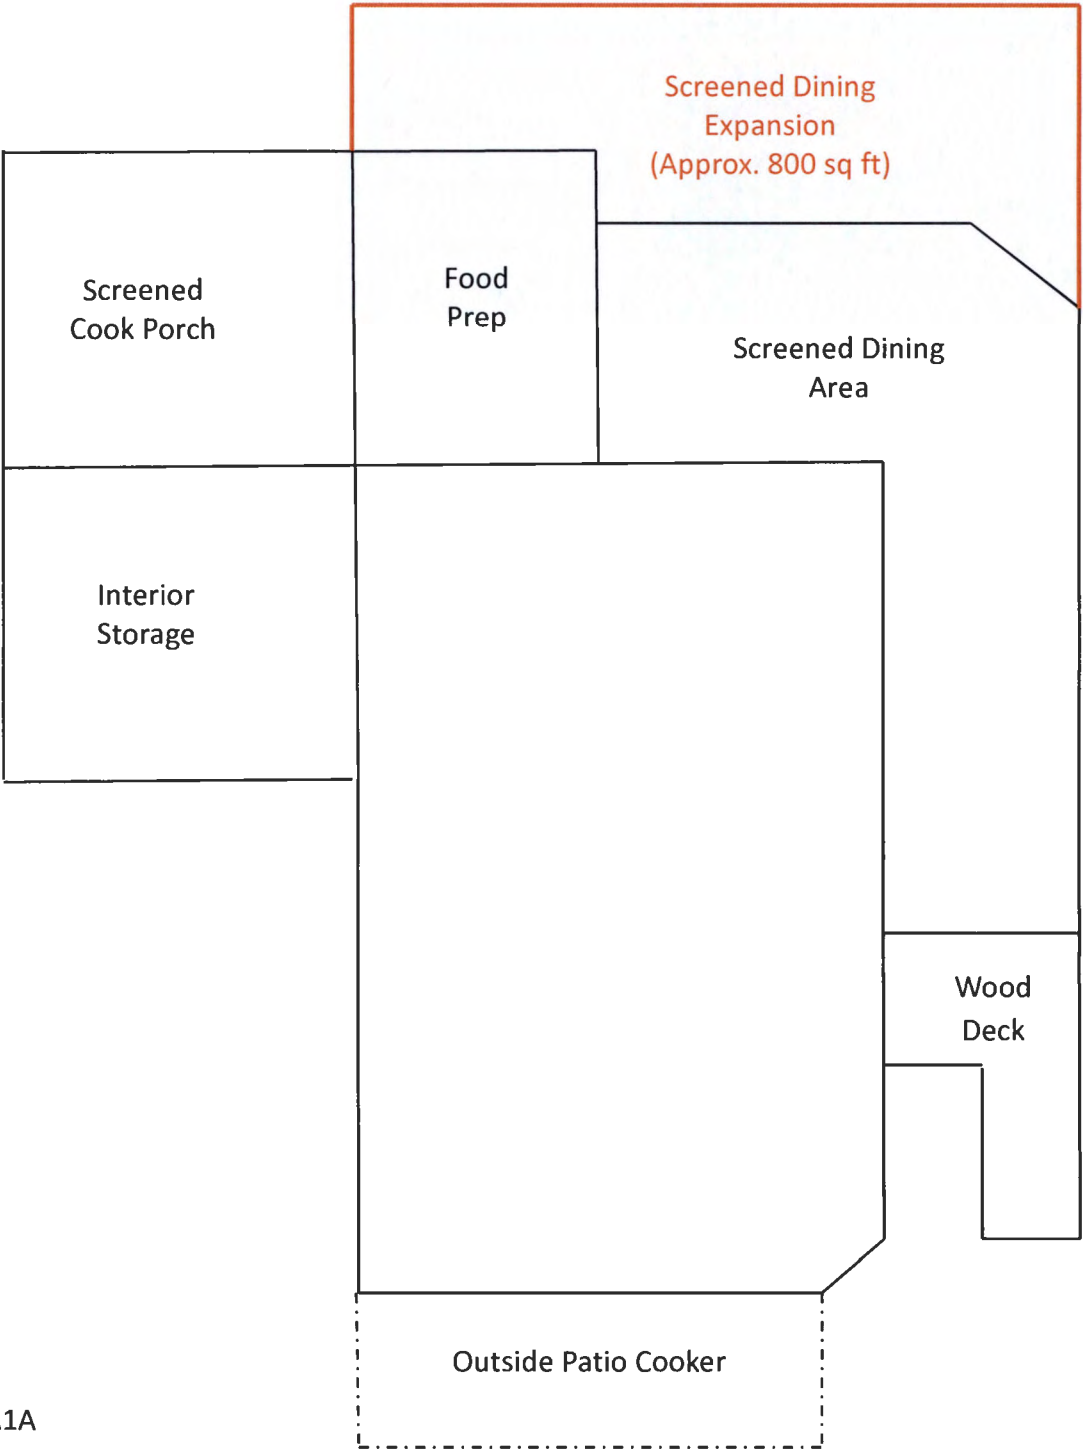 Screened Dining
Expansion
(Approx. 800 sq ft)
Screened
Cook Porch
Food
Prep
Screened Dining
Area
Interior
Storage
Wood
Deck
Outside Patio Cooker
1A